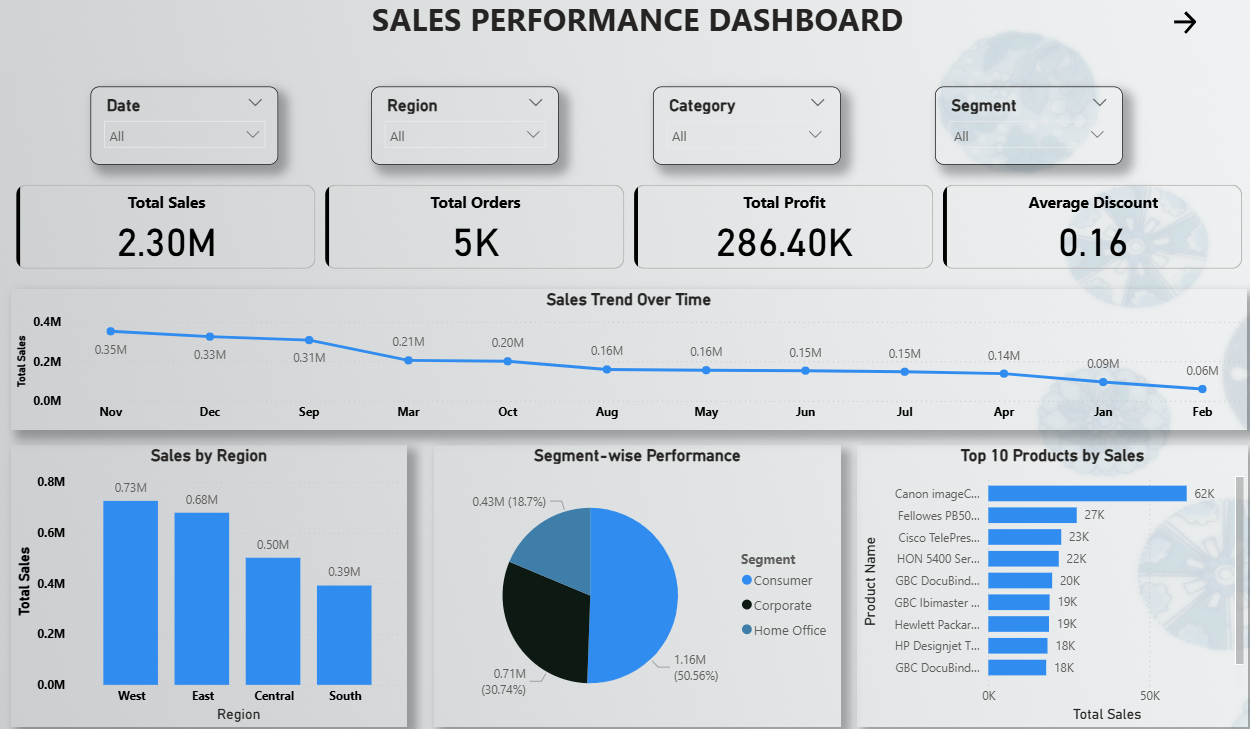 SALES PERFORMANCE DASHBOARD
Date
All
Region
All
Category
All
Segment
All
Total Sales
2.30M
Total Orders
5K
Total Profit
286.40K
Average Discount
0.16
Sales Trend Over Time
Total Sales
0.4M
0.2M
0.0M
0.35M
0.33M
0.31M
0.21M
0.20M
0.16M
0.16M
0.15M
0.15M
0.14M
0.09M
0.06M
Nov
Dec
Sep
Mar
Oct
Aug
May
Jun
Jul
Apr
Jan
Feb
Sales by Region
Total Sales
0.8M
0.6M
0.4M
0.2M
0.0M
0.73M
0.68M
0.50M
0.39M
West
East
Central
South
Region
Segment-wise Performance
0.43M (18.7%)
0.71M
(30.74%)
1.16M
(50.56%)
Segment
Consumer
Corporate
Home Office
Top 10 Products by Sales
Product Name
Canon imageC... 62K
Fellowes PB50... 27K
Cisco TelePres... 23K
HON 5400 Ser... 22K
GBC DocuBind... 20K
GBC Ibimaster ... 19K
Hewlett Packar... 19K
HP Designjet T... 18K
GBC DocuBind... 18K
0K
50K
Total Sales